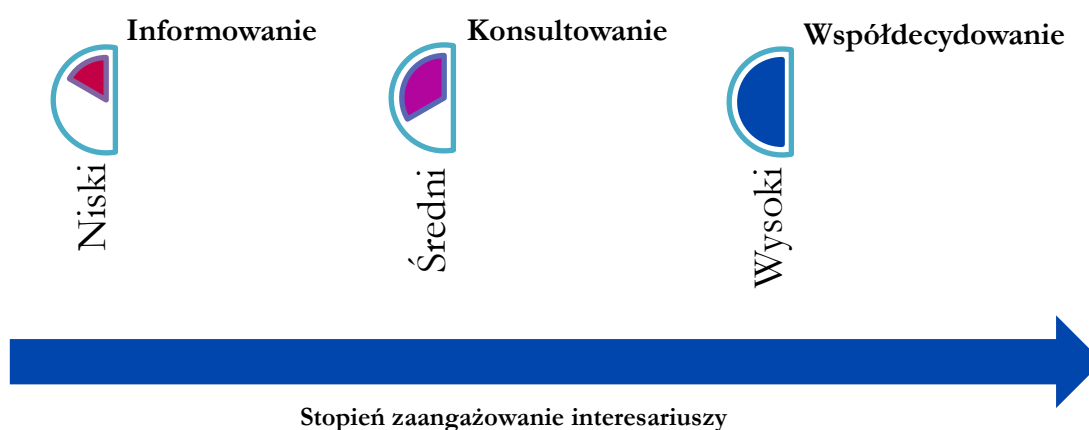 Informowanie
Konsultowanie
Współdecydowanie
Niski
Średni
Wysoki
Stopień zaangażowanie interesariuszy